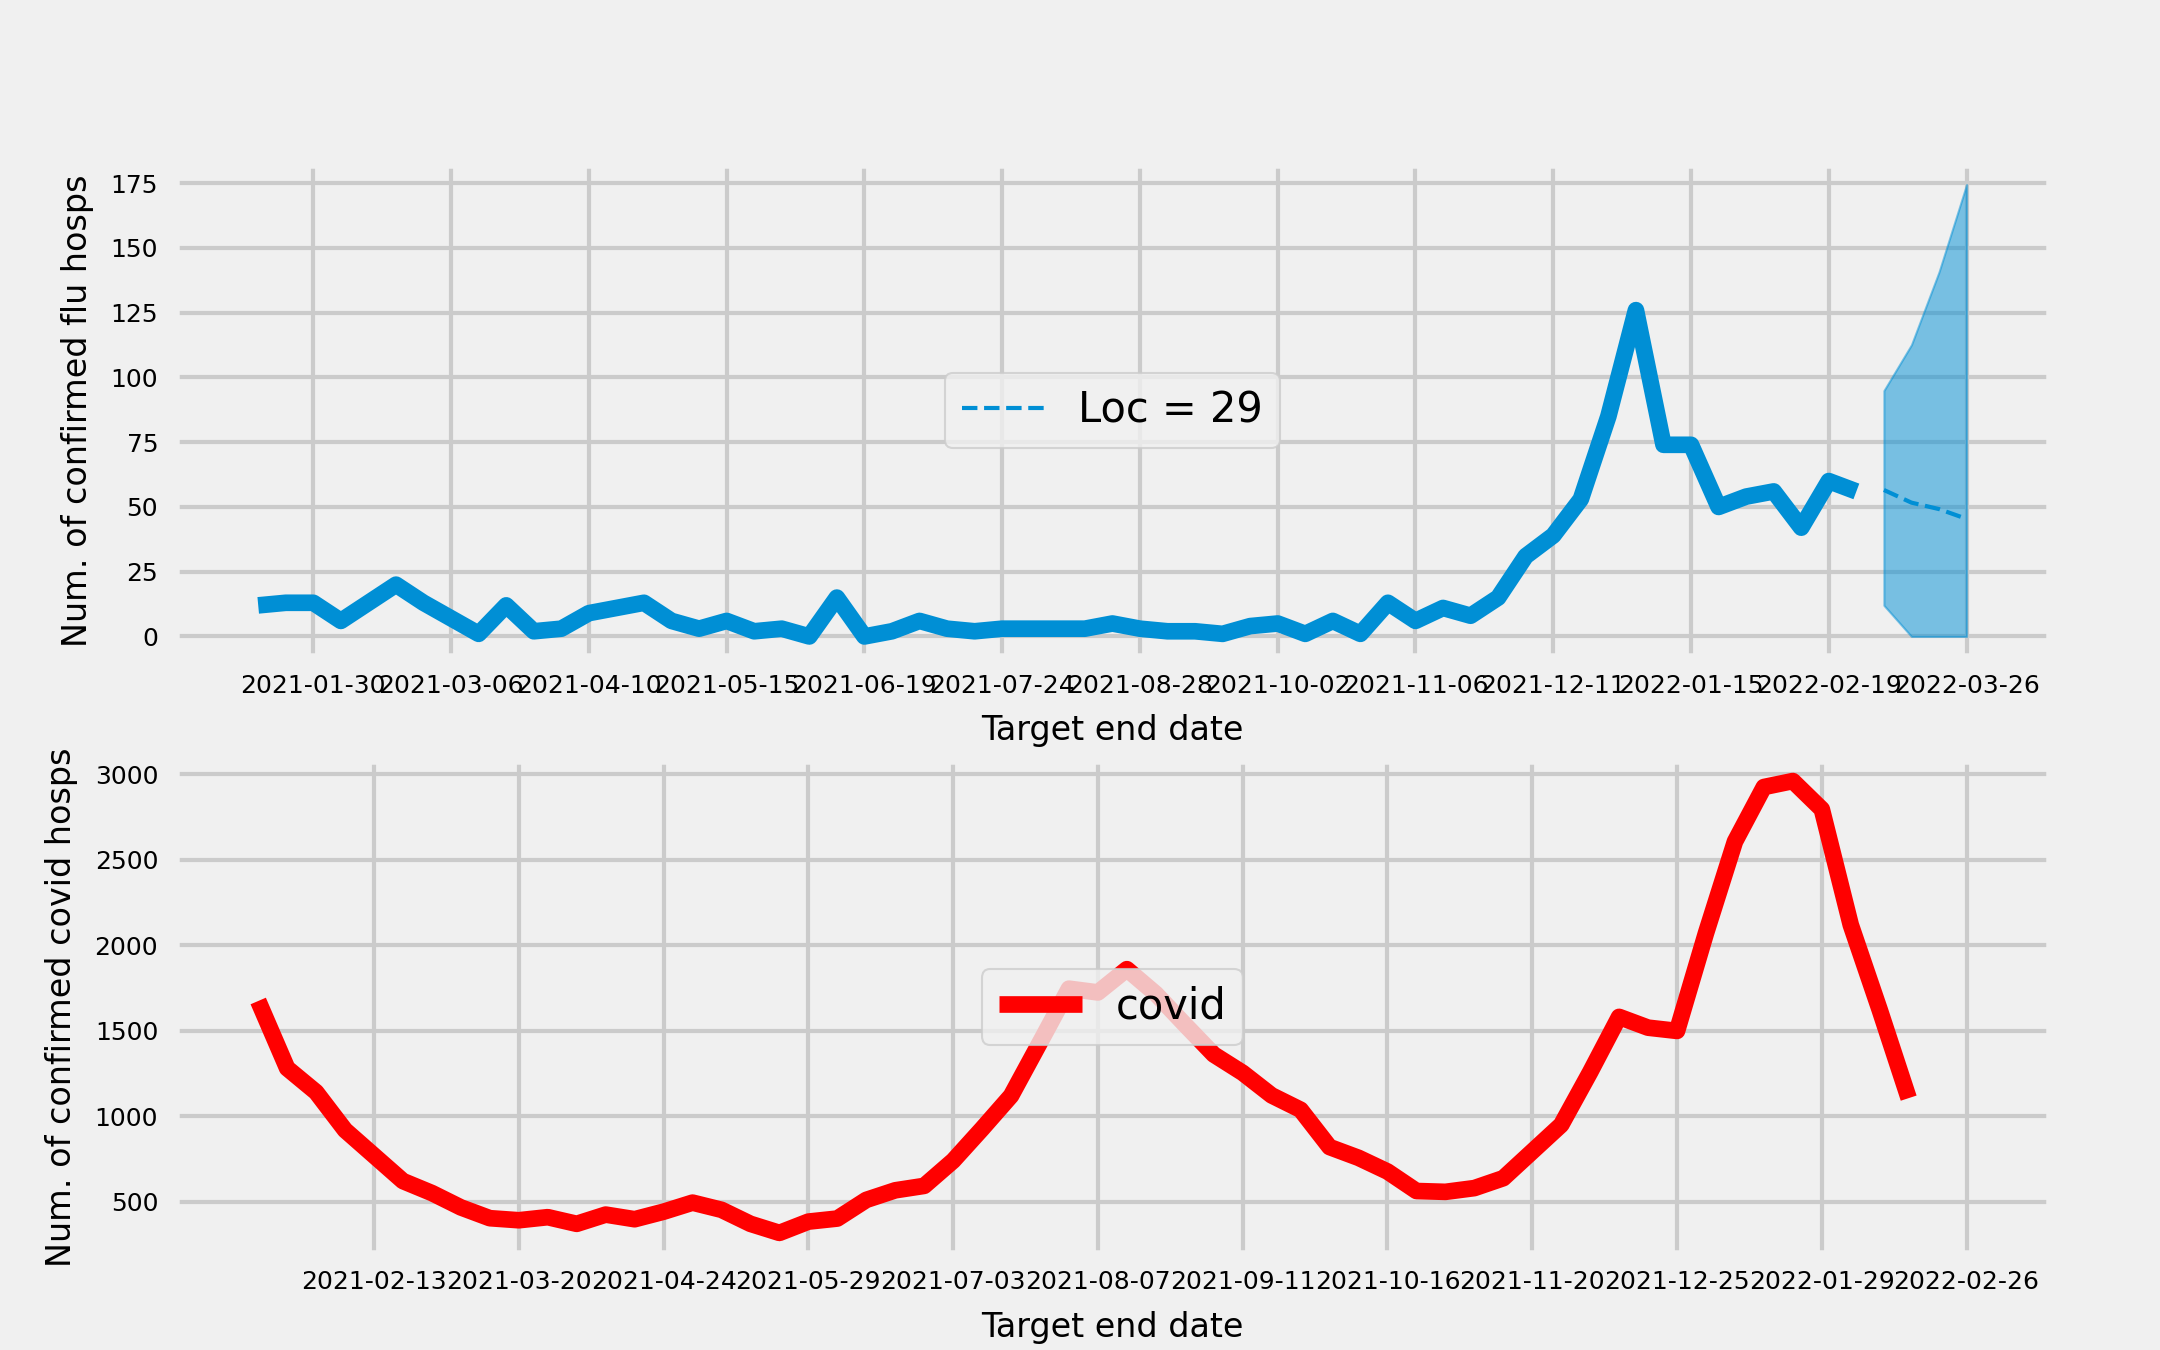 Num. of confirmed flu hosps
175
150
125
100
75
50
25
0
Loc = 29
2021-01-30 2021-03-06 2021-04-10 2021-05-15 2021-06-19 2021-07-24 2021-08-28 2021-10-02 2021-11-06 2021-12-11 2022-01-15 2022-02-19 2022-03-26
Target end date
Num. of confirmed covid hosps
3000
2500
2000
1500
1000
500
covid
2021-02-13 2021-03-20 2021-04-24 2021-05-29 2021-07-03 2021-08-07 2021-09-11 2021-10-16 2021-11-20 2021-12-25 2022-01-29 2022-02-26
Target end date